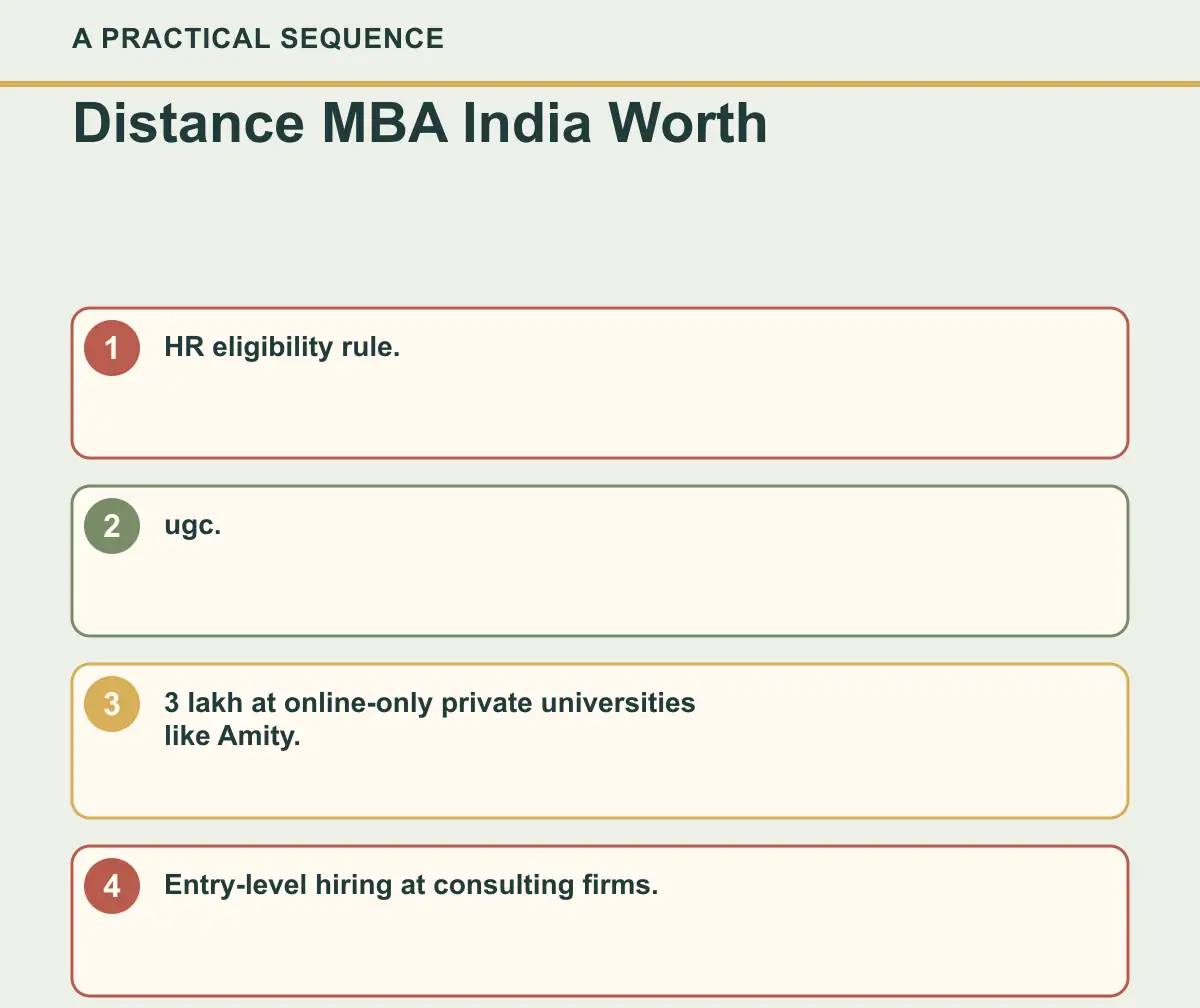 A PRACTICAL SEQUENCE
Distance MBA India Worth
1 HR eligibility rule.
2 ugc.
3 3 lakh at online-only private universities
like Amity.
4 Entry-level hiring at consulting firms.